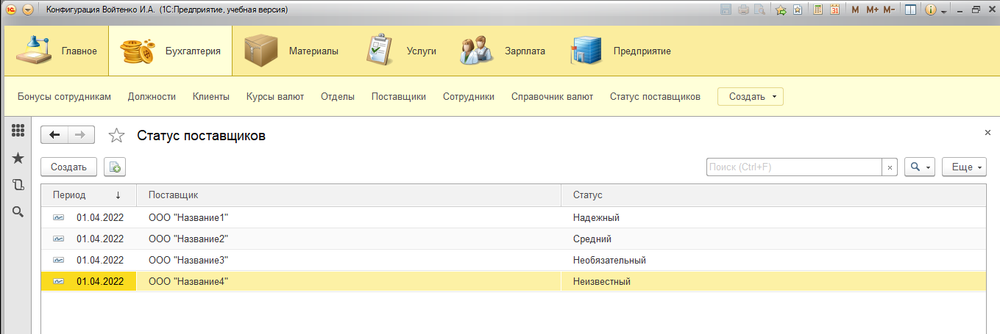 Конфигурация Войтенко И.А. (1С:Предприятие, учебная версия)
M M+ M-
Главное Бухгалтерия Материалы Услуги Зарплата Предприятие
Бонусы сотрудникам Должности Клиенты Курсы валют Отделы Поставщики Сотрудники Справочник валют Статус поставщиков Создать
Статус поставщиков
Создать Поиск (Ctrl+F) Еще
Период Поставщик Статус
01.04.2022 ООО "Название1" Надежный
01.04.2022 ООО "Название2" Средний
01.04.2022 ООО "Название3" Необязательный
01.04.2022 ООО "Название4" Неизвестный